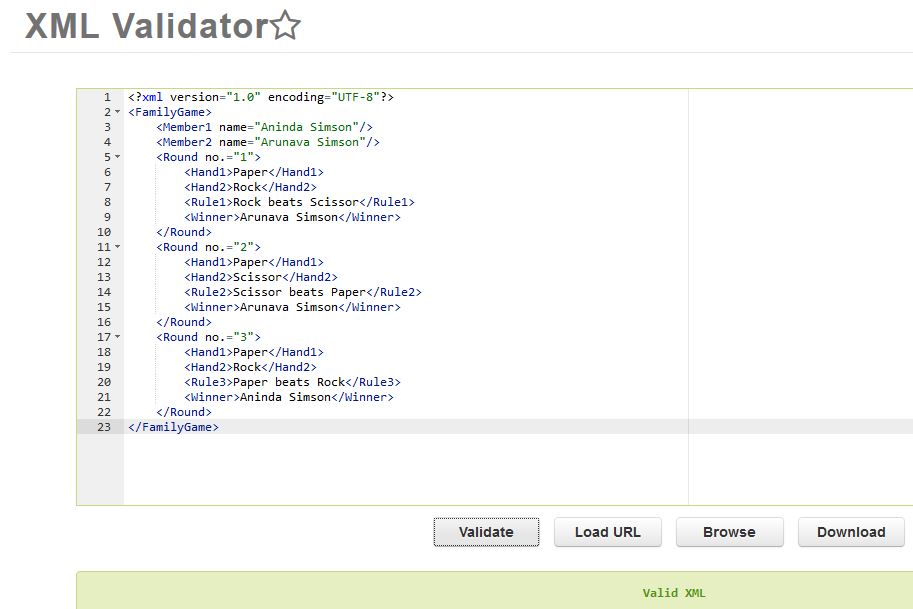 XML Validator
1 <?xml version="1.0" encoding="UTF-8"?>
2 <FamilyGame>
3 <Member1 name="Aninda Simson"/>
4 <Member2 name="Arunava Simson"/>
5 <Round no.="1">
6 <Hand1>Paper</Hand1>
7 <Hand2>Rock</Hand2>
8 <Rule1>Rock beats Scissor</Rule1>
9 <Winner>Arunava Simson</Winner>
10 </Round>
11 <Round no.="2">
12 <Hand1>Paper</Hand1>
13 <Hand2>Scissor</Hand2>
14 <Rule2>Scissor beats Paper</Rule2>
15 <Winner>Arunava Simson</Winner>
16 </Round>
17 <Round no.="3">
18 <Hand1>Paper</Hand1>
19 <Hand2>Rock</Hand2>
20 <Rule3>Paper beats Rock</Rule3>
21 <Winner>Aninda Simson</Winner>
22 </Round>
23 </FamilyGame>
Validate Load URL Browse Download
Valid XML